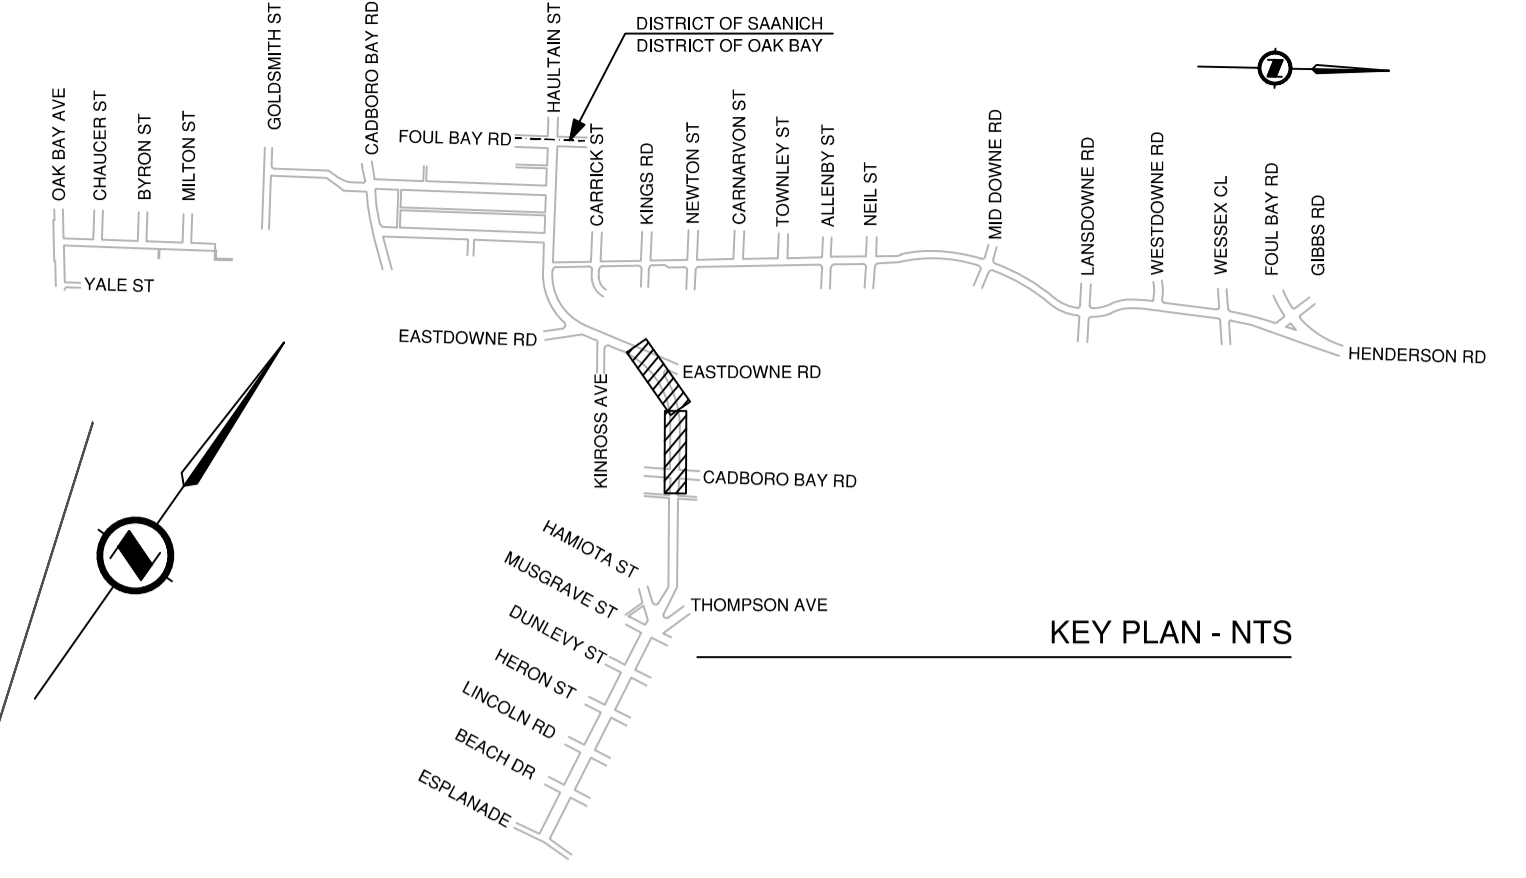 DISTRICT OF SAANICH
DISTRICT OF OAK BAY
GOLDSMITH ST
CADBORO BAY RD
HAULTAIN ST
FOUL BAY RD
OAK BAY AVE
CHAUCER ST
BYRON ST
MILTON ST
CARRICK ST
KINGS RD
NEWTON ST
CARNARVON ST
TOWNLEY ST
ALLENBY ST
NEIL ST
MID DOWNE RD
LANSDOWNE RD
WESTDOWNE RD
WESSEX CL
FOUL BAY RD
GIBBS RD
YALE ST
EASTDOWNE RD
HENDERSON RD
EASTDOWNE RD
KINROSS AVE
CADBORO BAY RD
HAMIOTA ST
MUSGRAVE ST
THOMPSON AVE
DUNLEVY ST
HERON ST
LINCOLN RD
BEACH DR
ESPLANADE
KEY PLAN - NTS